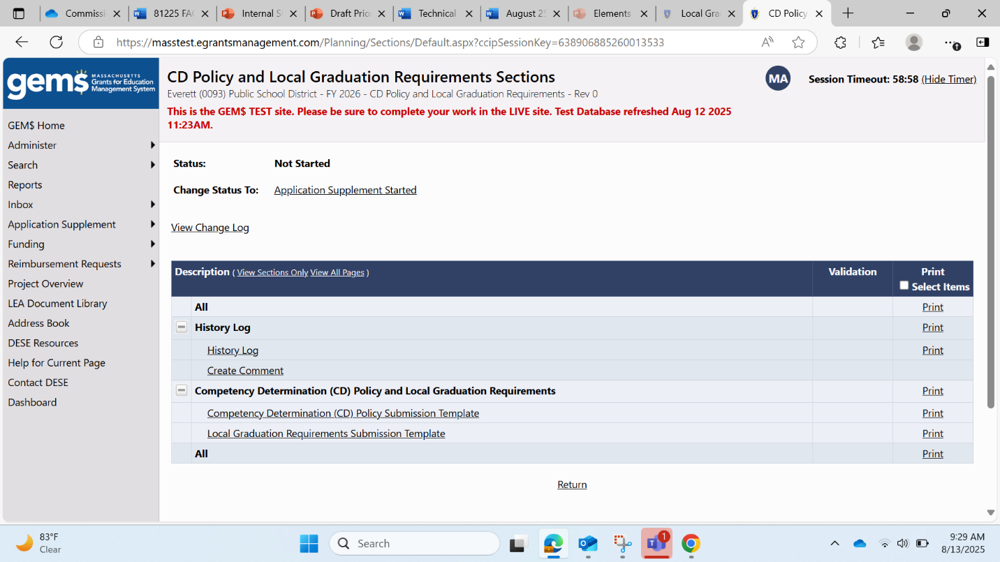 Commissi
81225 FAC
Internal S
Draft Prio
Technical
August 25
Elements
Local Gra
CD Policy
https://masstest.egrantsmanagement.com/Planning/Sections/Default.aspx?ccipSessionKey=638906885260013533
gem$ MASSACHUSETTS
Grants for Education
Management System
CD Policy and Local Graduation Requirements Sections
Everett (0093) Public School District - FY 2026 - CD Policy and Local Graduation Requirements - Rev 0
This is the GEM$ TEST site. Please be sure to complete your work in the LIVE site. Test Database refreshed Aug 12 2025
11:23AM.
MA
Session Timeout: 58:58 (Hide Timer)
GEM$ Home
Administer
Search
Reports
Inbox
Application Supplement
Funding
Reimbursement Requests
Project Overview
LEA Document Library
Address Book
DESE Resources
Help for Current Page
Contact DESE
Dashboard
Status: Not Started
Change Status To: Application Supplement Started
View Change Log
Description ( View Sections Only View All Pages ) Validation Print
Select Items
All Print
History Log Print
History Log Print
Create Comment
Competency Determination (CD) Policy and Local Graduation Requirements Print
Competency Determination (CD) Policy Submission Template Print
Local Graduation Requirements Submission Template Print
All Print
Return
83°F
Clear
Search
1
9:29 AM
8/13/2025